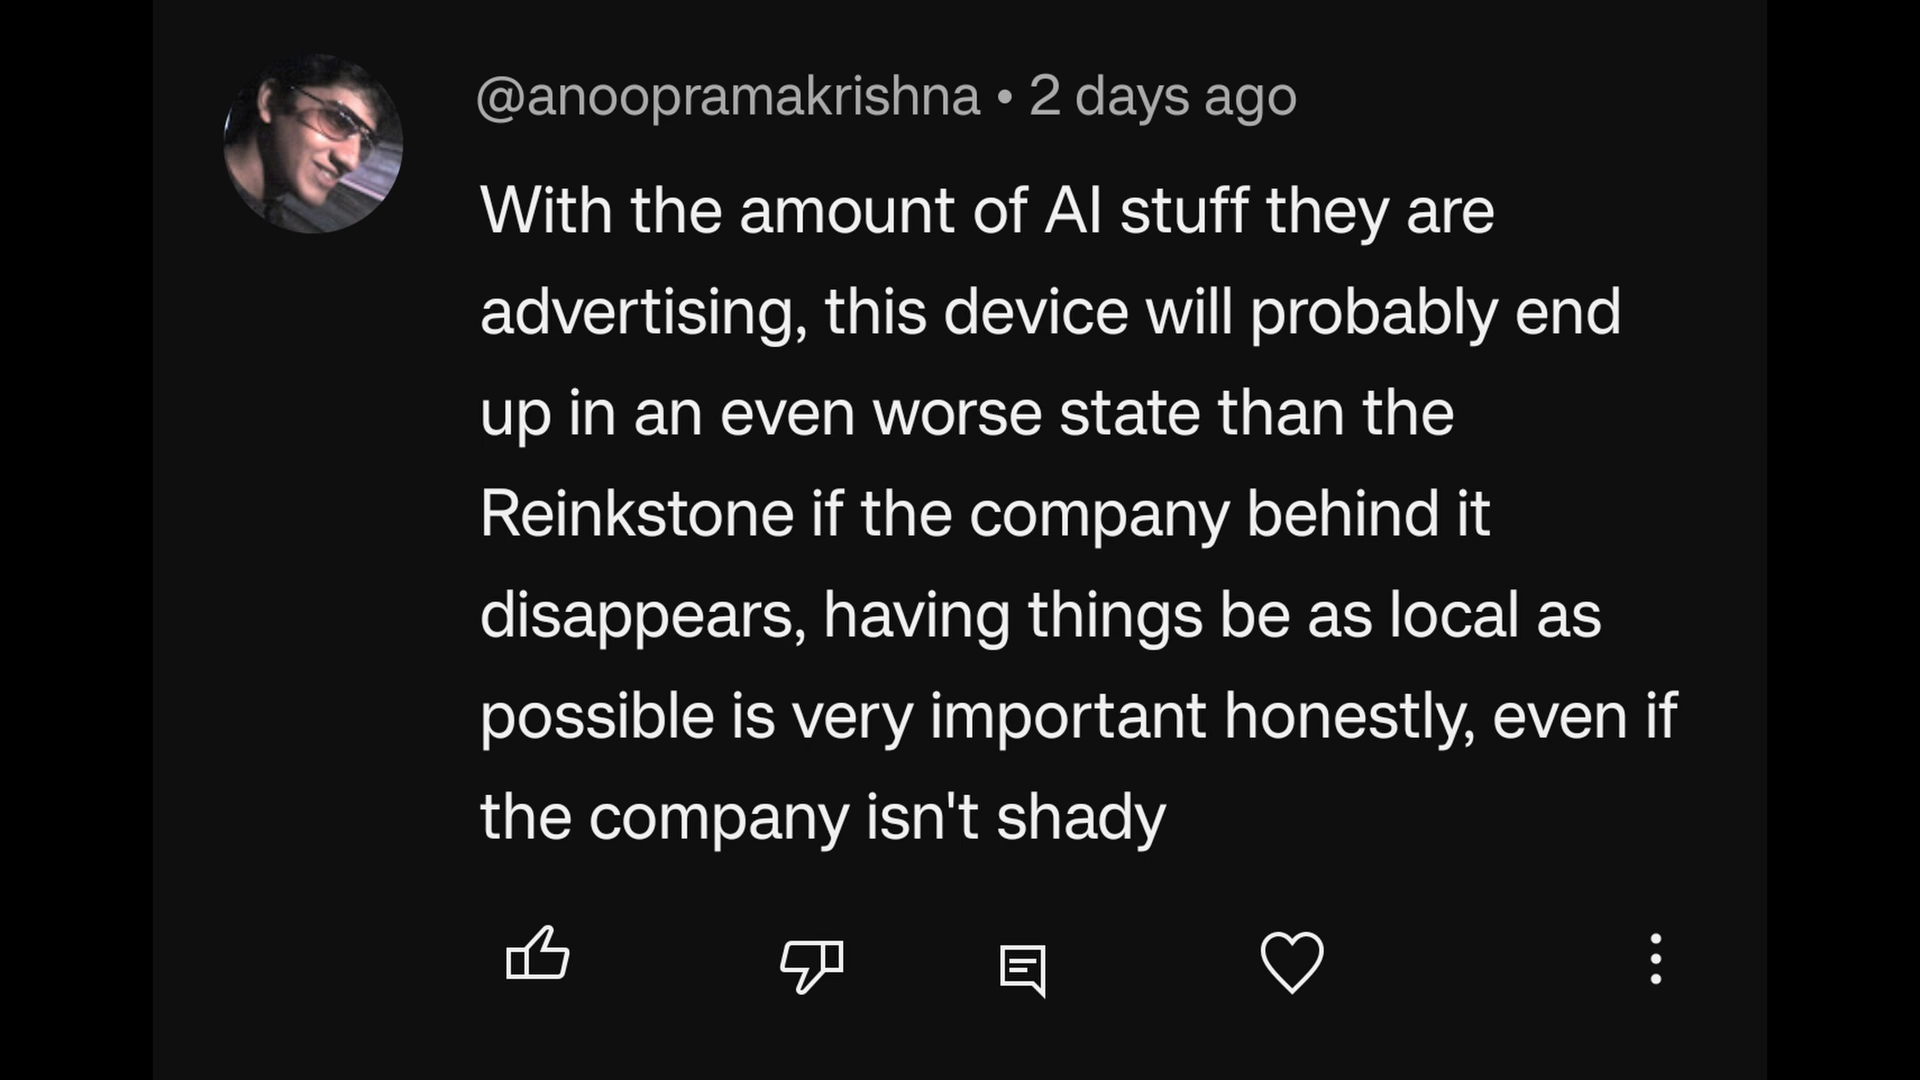 @anoopramakrishna • 2 days ago
With the amount of AI stuff they are
advertising, this device will probably end
up in an even worse state than the
Reinkstone if the company behind it
disappears, having things be as local as
possible is very important honestly, even if
the company isn't shady